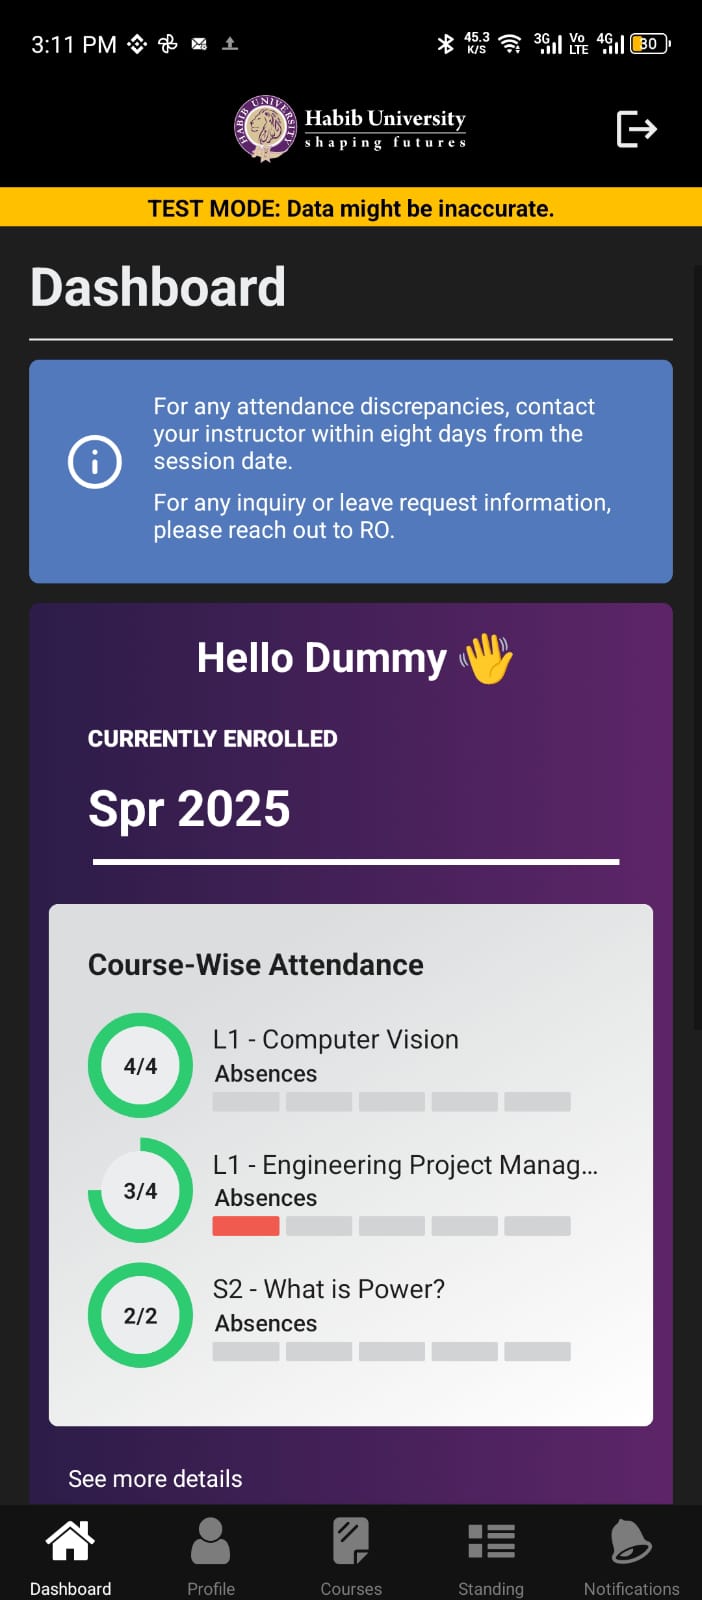 3:11 PM 45.3 K/S 3G Vo LTE 4G 30
HABIB UNIVERSITY
Habib University
shaping futures
TEST MODE: Data might be inaccurate.
Dashboard
For any attendance discrepancies, contact
your instructor within eight days from the
session date.
For any inquiry or leave request information,
please reach out to RO.
Hello Dummy 👋
CURRENTLY ENROLLED
Spr 2025
Course-Wise Attendance
4/4
L1 - Computer Vision
Absences
3/4
L1 - Engineering Project Manag...
Absences
2/2
S2 - What is Power?
Absences
See more details
Dashboard Profile Courses Standing Notifications